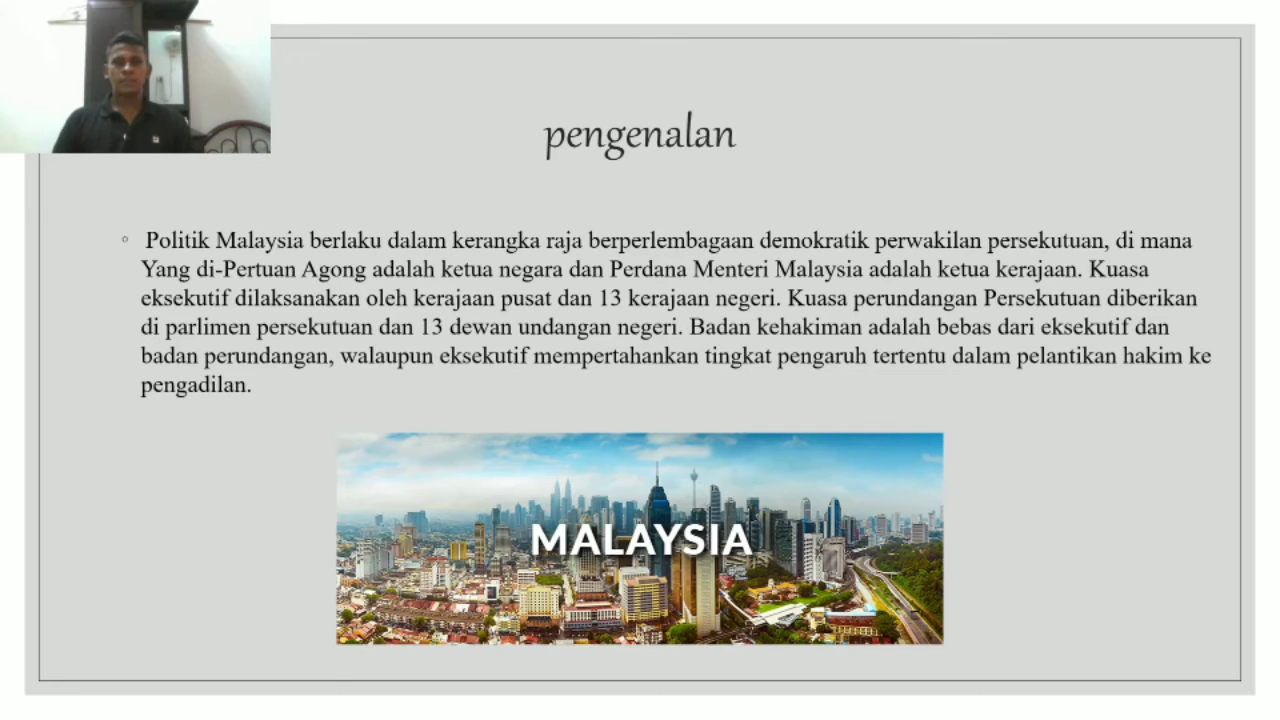 pengenalan
◦ Politik Malaysia berlaku dalam kerangka raja berperlembagaan demokratik perwakilan persekutuan, di mana
Yang di-Pertuan Agong adalah ketua negara dan Perdana Menteri Malaysia adalah ketua kerajaan. Kuasa
eksekutif dilaksanakan oleh kerajaan pusat dan 13 kerajaan negeri. Kuasa perundangan Persekutuan diberikan
di parlimen persekutuan dan 13 dewan undangan negeri. Badan kehakiman adalah bebas dari eksekutif dan
badan perundangan, walaupun eksekutif mempertahankan tingkat pengaruh tertentu dalam pelantikan hakim ke
pengadilan.
MALAYSIA